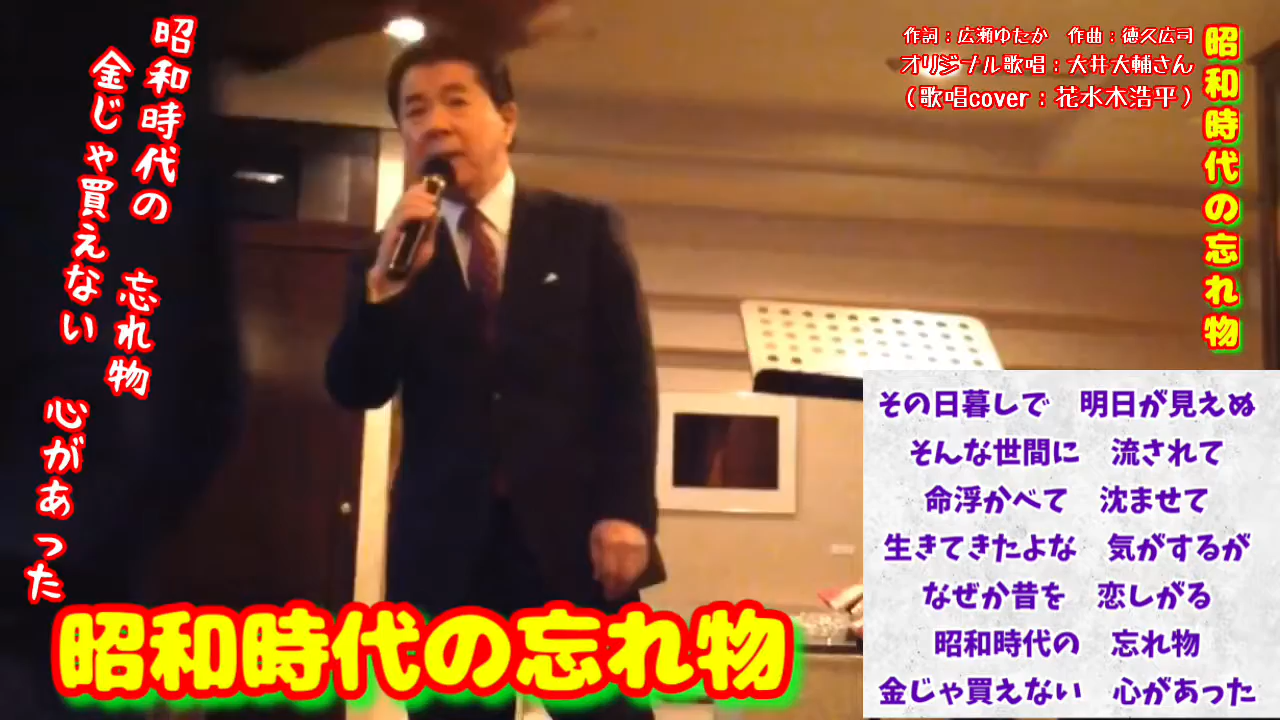 昭和時代の 忘れ物
金じゃ買えない 心があった
作詞：広瀬ゆたか 作曲：徳久広司
オリジナル歌唱：大井大輔さん
（歌唱cover：花水木浩平）
昭和時代の忘れ物
その日暮しで 明日が見えぬ
そんな世間に 流されて
命浮かべて 沈ませて
生きてきたよな 気がするが
なぜか昔を 恋しがる
昭和時代の 忘れ物
金じゃ買えない 心があった
昭和時代の忘れ物